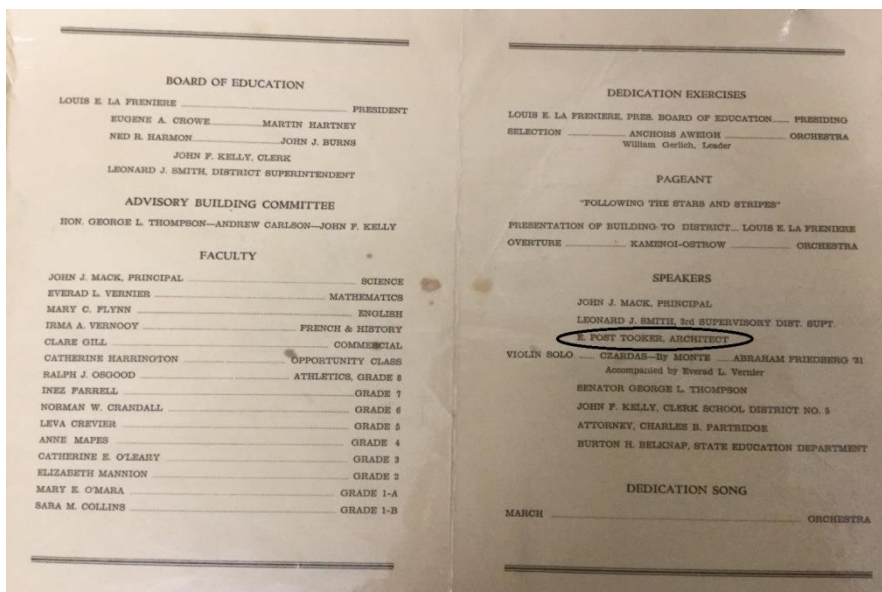 BOARD OF EDUCATION
LOUIS E. LA FRENIERE PRESIDENT
EUGENE A. CROWE MARTIN HARTNEY
NED R. HARMON JOHN J. BURNS
JOHN F. KELLY, CLERK
LEONARD J. SMITH, DISTRICT SUPERINTENDENT
ADVISORY BUILDING COMMITTEE
HON. GEORGE L. THOMPSON—ANDREW CARLSON—JOHN F. KELLY
FACULTY
JOHN J. MACK, PRINCIPAL SCIENCE
EVERAD L. VERNIER MATHEMATICS
MARY C. FLYNN ENGLISH
IRMA A. VERNOOY FRENCH & HISTORY
CLARE GILL COMMERCIAL
CATHERINE HARRINGTON OPPORTUNITY CLASS
RALPH J. OSGOOD ATHLETICS, GRADE 8
INEZ FARRELL GRADE 7
NORMAN W. CRANDALL GRADE 6
LEVA CREVIER GRADE 5
ANNE MAPES GRADE 4
CATHERINE E. O'LEARY GRADE 3
ELIZABETH MANNION GRADE 2
MARY E. O'MARA GRADE 1-A
SARA M. COLLINS GRADE 1-B
DEDICATION EXERCISES
LOUIS E. LA FRENIERE, PRES. BOARD OF EDUCATION PRESIDING
SELECTION ANCHORS AWEIGH ORCHESTRA
William Gerlich, Leader
PAGEANT
"FOLLOWING THE STARS AND STRIPES"
PRESENTATION OF BUILDING TO DISTRICT LOUIS E. LA FRENIERE
OVERTURE KAMENOI-OSTROW ORCHESTRA
SPEAKERS
JOHN J. MACK, PRINCIPAL
LEONARD J. SMITH, 3rd SUPERVISORY DIST. SUPT.
E. POST TOOKER, ARCHITECT
VIOLIN SOLO CZARDAS—By MONTE ABRAHAM FRIEDBERG '31
Accompanied by Everad L. Vernier
SENATOR GEORGE L. THOMPSON
JOHN F. KELLY, CLERK SCHOOL DISTRICT NO. 5
ATTORNEY, CHARLES B. PARTRIDGE
BURTON H. BELKNAP, STATE EDUCATION DEPARTMENT
DEDICATION SONG
MARCH ORCHESTRA